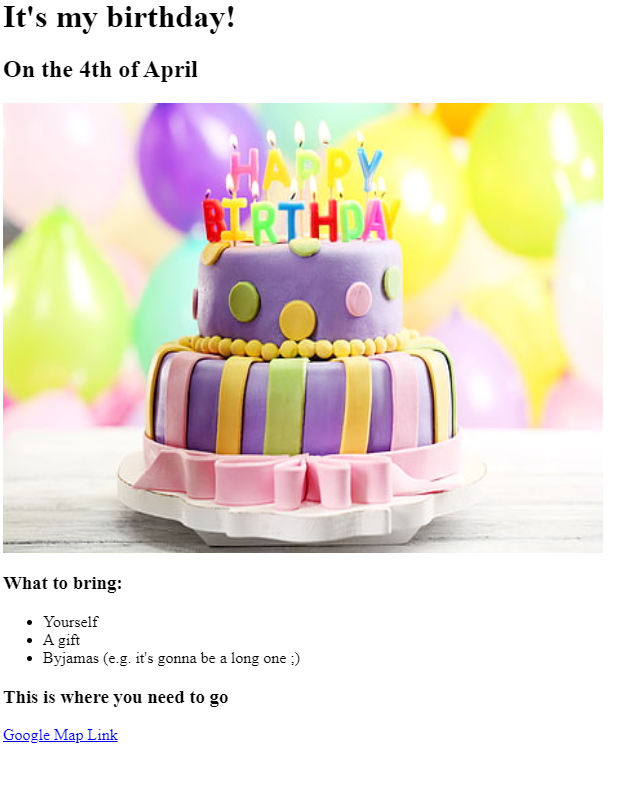 It's my birthday!
On the 4th of April
HAPPY
BIRTHDAY
What to bring:
Yourself
A gift
Byjamas (e.g. it's gonna be a long one ;)
This is where you need to go
Google Map Link